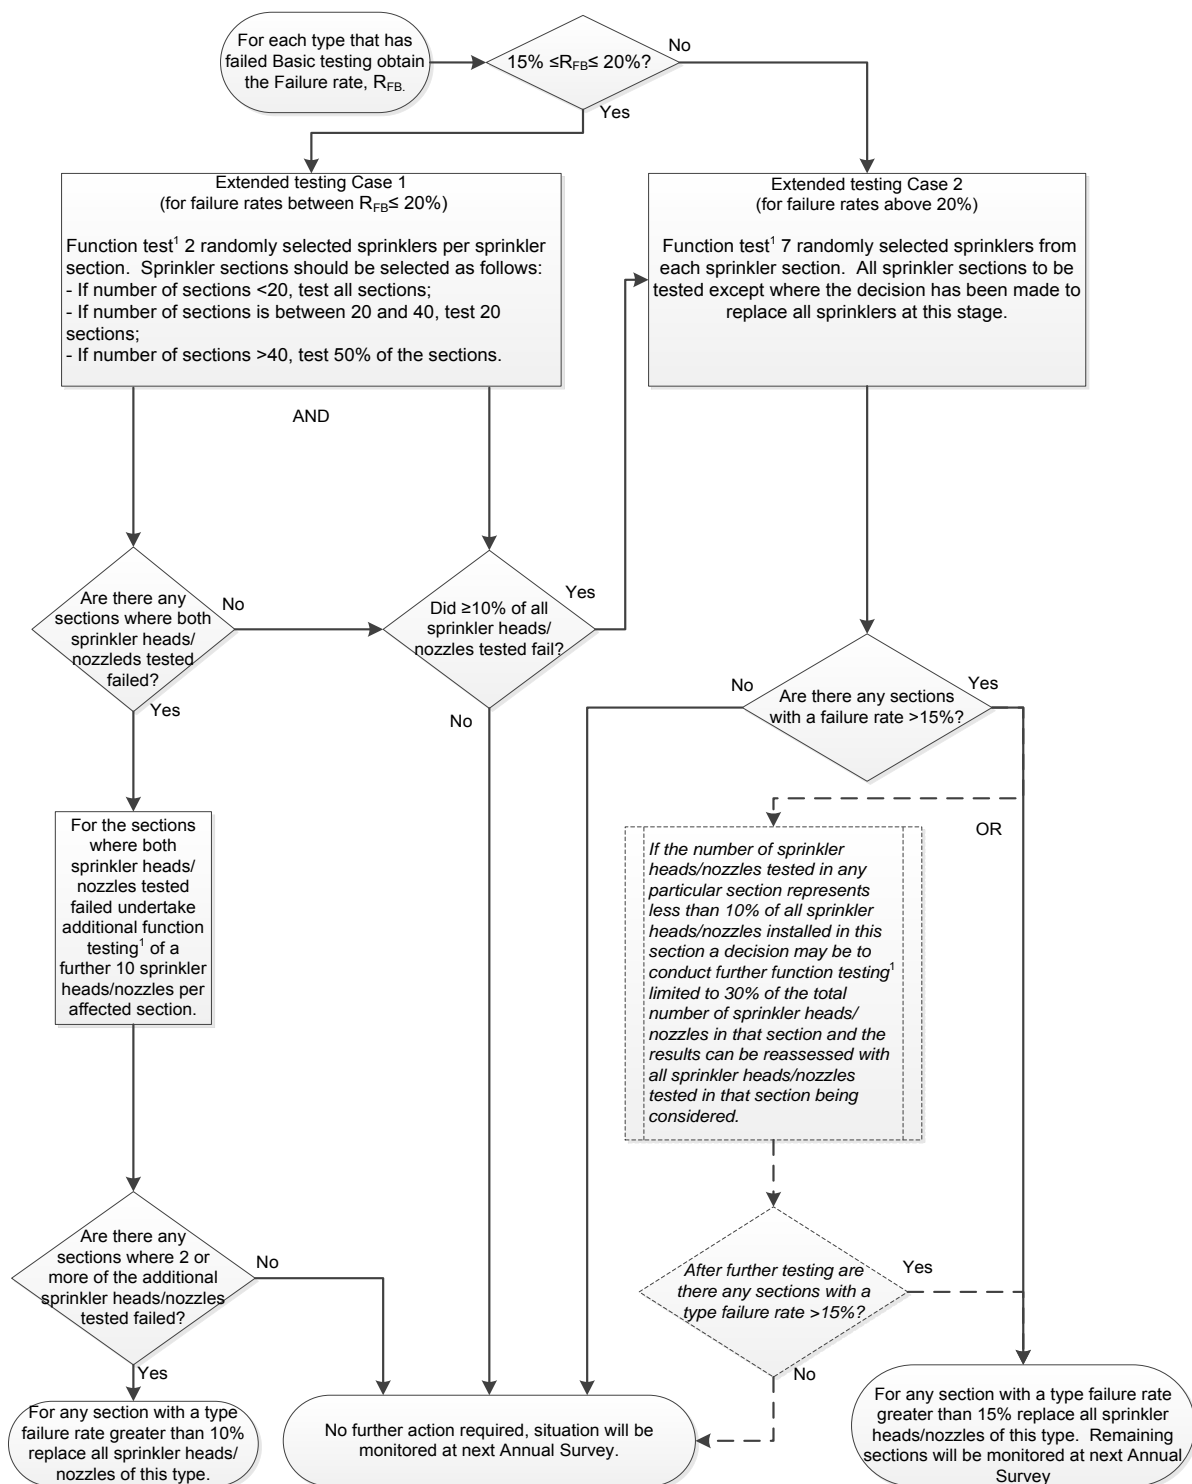 For each type that has
failed Basic testing obtain
the Failure rate, RFB.
15% ≤RFB≤ 20%?
No
Yes
Extended testing Case 1
(for failure rates between RFB≤ 20%)
Function test¹ 2 randomly selected sprinklers per sprinkler
section. Sprinkler sections should be selected as follows:
- If number of sections <20, test all sections;
- If number of sections is between 20 and 40, test 20
sections;
- If number of sections >40, test 50% of the sections.
Extended testing Case 2
(for failure rates above 20%)
Function test¹ 7 randomly selected sprinklers from
each sprinkler section. All sprinkler sections to be
tested except where the decision has been made to
replace all sprinklers at this stage.
AND
Are there any
sections where both
sprinkler heads/
nozzleds tested
failed?
No
Yes
Did ≥10% of all
sprinkler heads/
nozzles tested fail?
Yes
No
Are there any sections
with a failure rate >15%?
No
Yes
OR
For the sections
where both
sprinkler heads/
nozzles tested
failed undertake
additional function
testing¹ of a
further 10 sprinkler
heads/nozzles per
affected section.
If the number of sprinkler
heads/nozzles tested in any
particular section represents
less than 10% of all sprinkler
heads/nozzles installed in this
section a decision may be to
conduct further function testing¹
limited to 30% of the total
number of sprinkler heads/
nozzles in that section and the
results can be reassessed with
all sprinkler heads/nozzles
tested in that section being
considered.
Are there any
sections where 2 or
more of the additional
sprinkler heads/nozzles
tested failed?
No
Yes
After further testing are
there any sections with a
type failure rate >15%?
Yes
No
For any section with a type
failure rate greater than 10%
replace all sprinkler heads/
nozzles of this type.
No further action required, situation will be
monitored at next Annual Survey.
For any section with a type failure rate
greater than 15% replace all sprinkler
heads/nozzles of this type. Remaining
sections will be monitored at next Annual
Survey